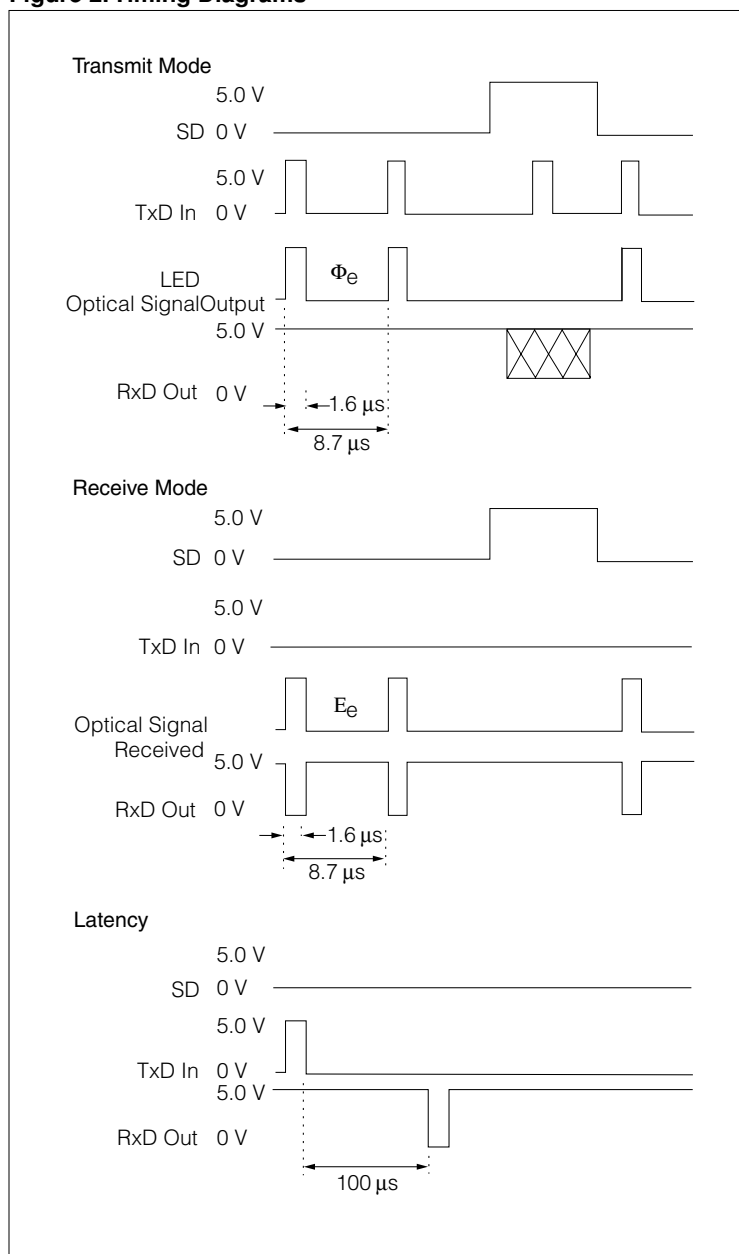 Figure 2. Timing Diagrams
Transmit Mode
5.0 V
SD 0 V
5.0 V
TxD In 0 V
LED
Φe
Optical SignalOutput
5.0 V
RxD Out 0 V
1.6 µs
8.7 µs
Receive Mode
5.0 V
SD 0 V
5.0 V
TxD In 0 V
Ee
Optical Signal
Received
5.0 V
RxD Out 0 V
1.6 µs
8.7 µs
Latency
5.0 V
SD 0 V
5.0 V
TxD In 0 V
5.0 V
RxD Out 0 V
100 µs